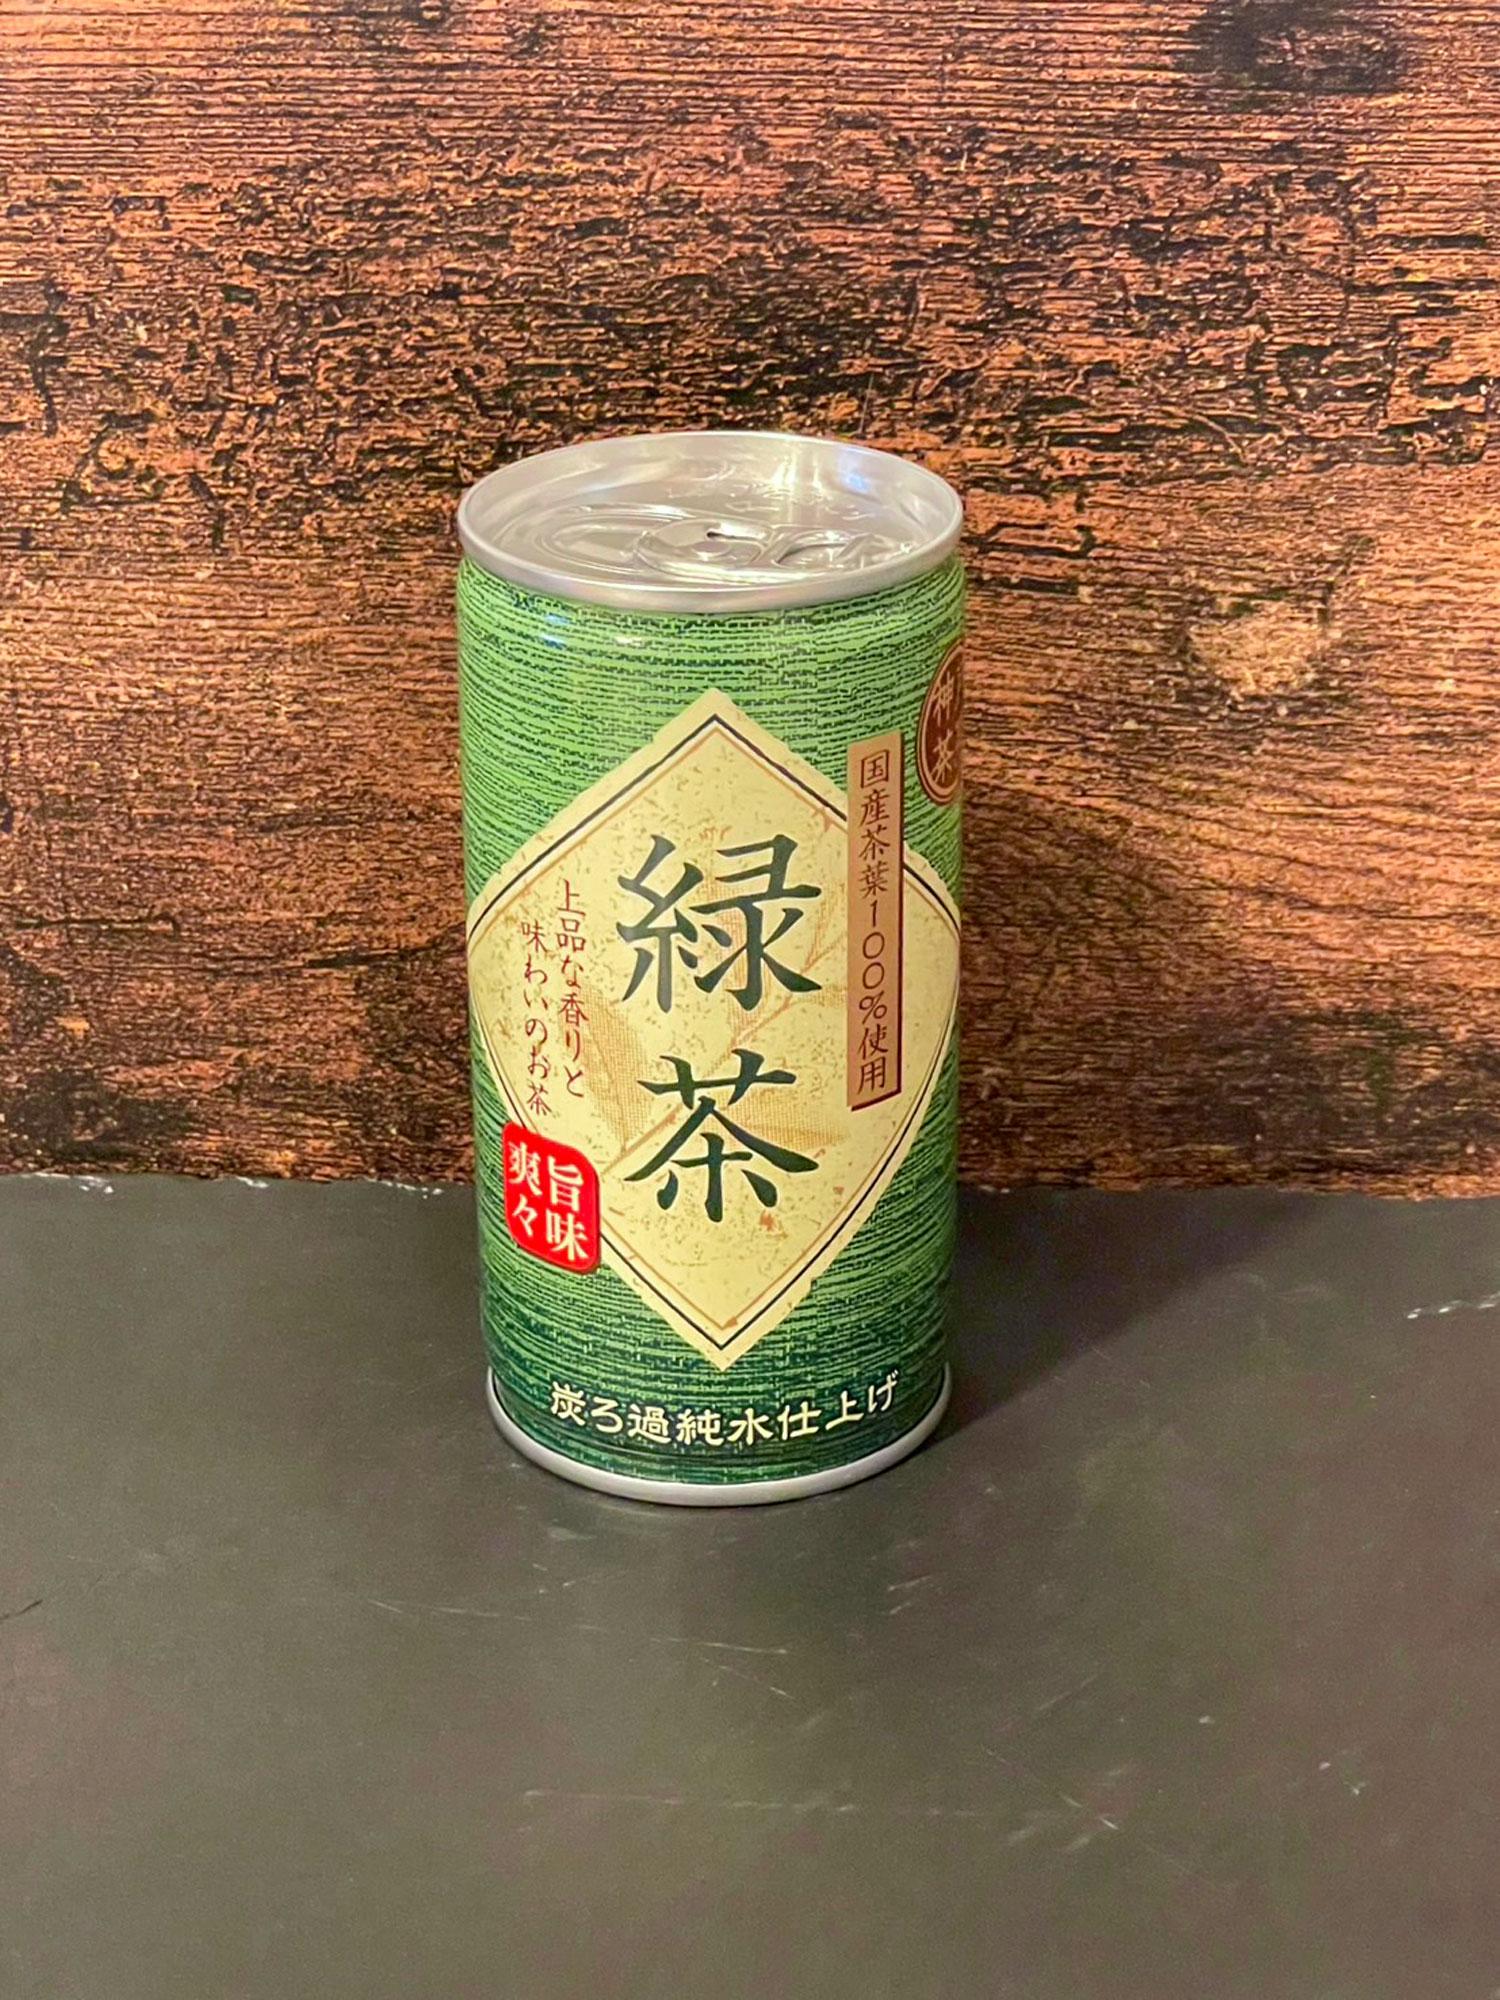 国産茶葉100%使用
緑茶
上品な香りと
味わいのお茶
旨味
爽々
炭ろ過純水仕上げ